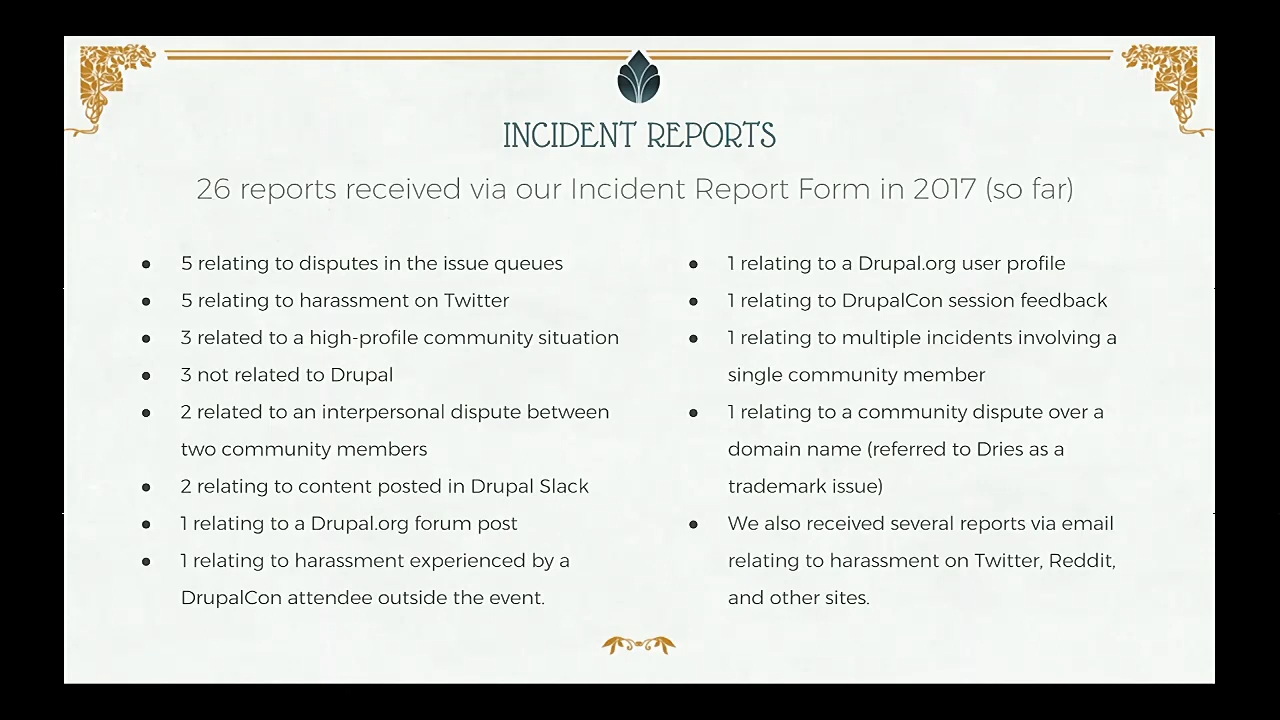 INCIDENT REPORTS
26 reports received via our Incident Report Form in 2017 (so far)
● 5 relating to disputes in the issue queues
● 5 relating to harassment on Twitter
● 3 related to a high-profile community situation
● 3 not related to Drupal
● 2 related to an interpersonal dispute between
two community members
● 2 relating to content posted in Drupal Slack
● 1 relating to a Drupal.org forum post
● 1 relating to harassment experienced by a
DrupalCon attendee outside the event.
● 1 relating to a Drupal.org user profile
● 1 relating to DrupalCon session feedback
● 1 relating to multiple incidents involving a
single community member
● 1 relating to a community dispute over a
domain name (referred to Dries as a
trademark issue)
● We also received several reports via email
relating to harassment on Twitter, Reddit,
and other sites.